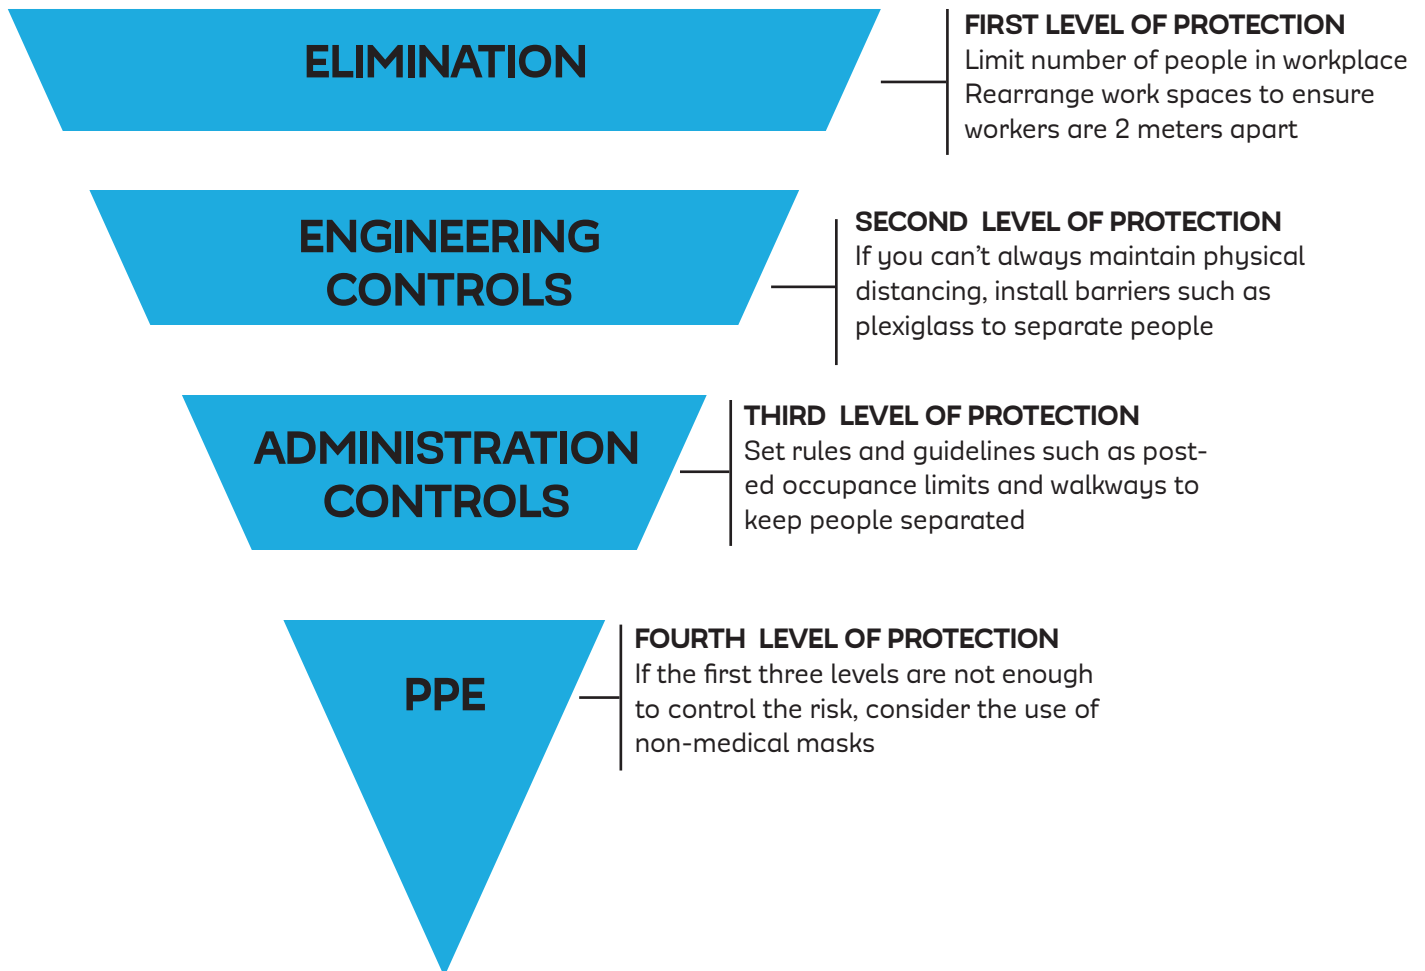 ELIMINATION
FIRST LEVEL OF PROTECTION
Limit number of people in workplace
Rearrange work spaces to ensure
workers are 2 meters apart
ENGINEERING
CONTROLS
SECOND LEVEL OF PROTECTION
If you can't always maintain physical
distancing, install barriers such as
plexiglass to separate people
ADMINISTRATION
CONTROLS
THIRD LEVEL OF PROTECTION
Set rules and guidelines such as post-
ed occupance limits and walkways to
keep people separated
PPE
FOURTH LEVEL OF PROTECTION
If the first three levels are not enough
to control the risk, consider the use of
non-medical masks